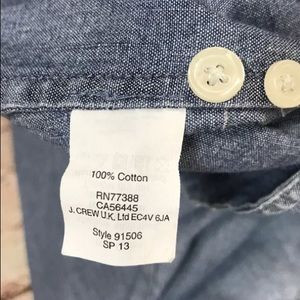 100% Cotton
RN77388
CA56445
J. CREW U.K, Ltd EC4V 6JA
Style 91506
SP 13